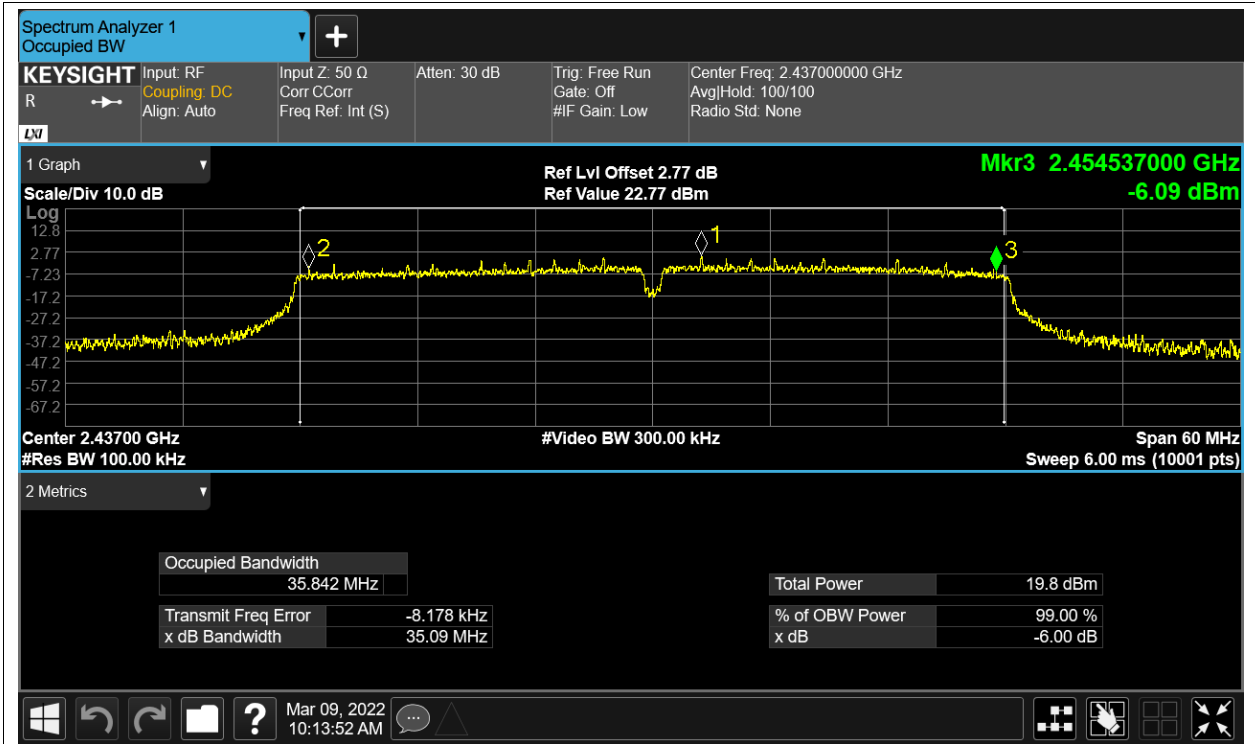 Spectrum Analyzer 1
Occupied BW
KEYSIGHT
R
LXI
Input: RF
Coupling: DC
Align: Auto
Input Z: 50 Ω
Corr CCorr
Freq Ref: Int (S)
Atten: 30 dB
Trig: Free Run
Gate: Off
#IF Gain: Low
Center Freq: 2.437000000 GHz
Avg|Hold: 100/100
Radio Std: None
1 Graph
Scale/Div 10.0 dB
Ref Lvl Offset 2.77 dB
Ref Value 22.77 dBm
Mkr3 2.454537000 GHz
-6.09 dBm
Log
12.8
2.77
-7.23
-17.2
-27.2
-37.2
-47.2
-57.2
-67.2
2
1
3
Center 2.43700 GHz
#Video BW 300.00 kHz
Span 60 MHz
#Res BW 100.00 kHz
Sweep 6.00 ms (10001 pts)
2 Metrics
Occupied Bandwidth
35.842 MHz
Total Power 19.8 dBm
Transmit Freq Error -8.178 kHz
% of OBW Power 99.00 %
x dB Bandwidth 35.09 MHz
x dB -6.00 dB
?
Mar 09, 2022
10:13:52 AM